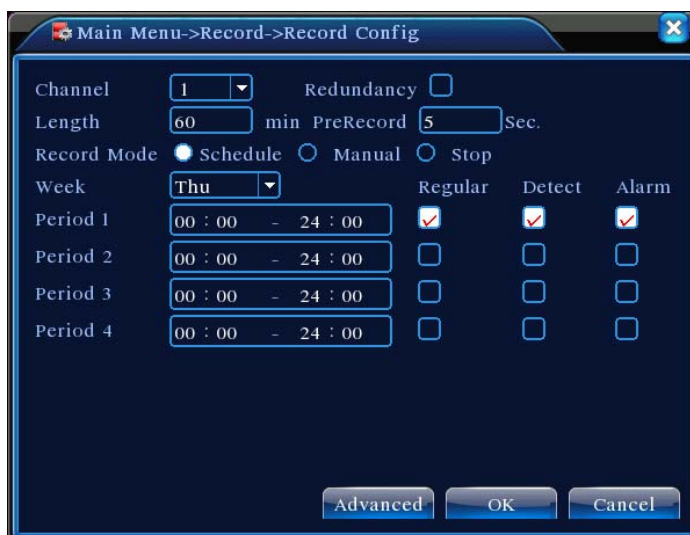 Main Menu->Record->Record Config
Channel 1 Redundancy
Length 60 min PreRecord 5 Sec.
Record Mode Schedule Manual Stop
Week Thu Regular Detect Alarm
Period 1 00 : 00 - 24 : 00
Period 2 00 : 00 - 24 : 00
Period 3 00 : 00 - 24 : 00
Period 4 00 : 00 - 24 : 00
Advanced OK Cancel